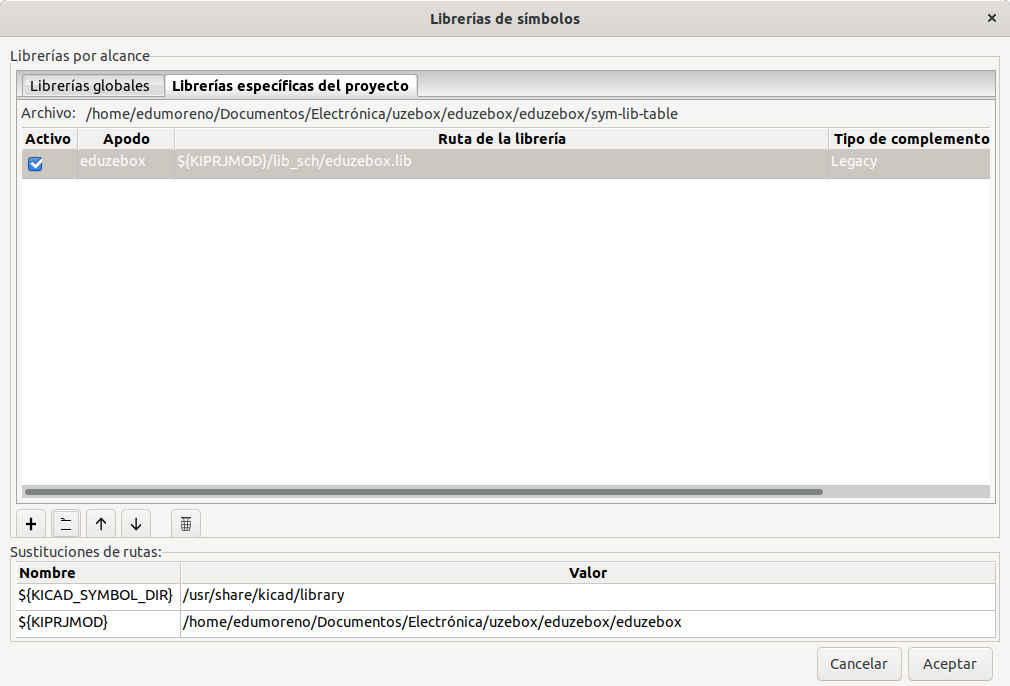 Librerías de símbolos
Librerías por alcance
Librerías globales
Librerías específicas del proyecto
Archivo: /home/edumoreno/Documentos/Electrónica/uzebox/eduzebox/eduzebox/sym-lib-table
Activo Apodo Ruta de la librería Tipo de complemento
eduzebox ${KIPRJMOD}/lib_sch/eduzebox.lib Legacy
Sustituciones de rutas:
Nombre Valor
${KICAD_SYMBOL_DIR} /usr/share/kicad/library
${KIPRJMOD} /home/edumoreno/Documentos/Electrónica/uzebox/eduzebox/eduzebox
Cancelar Aceptar